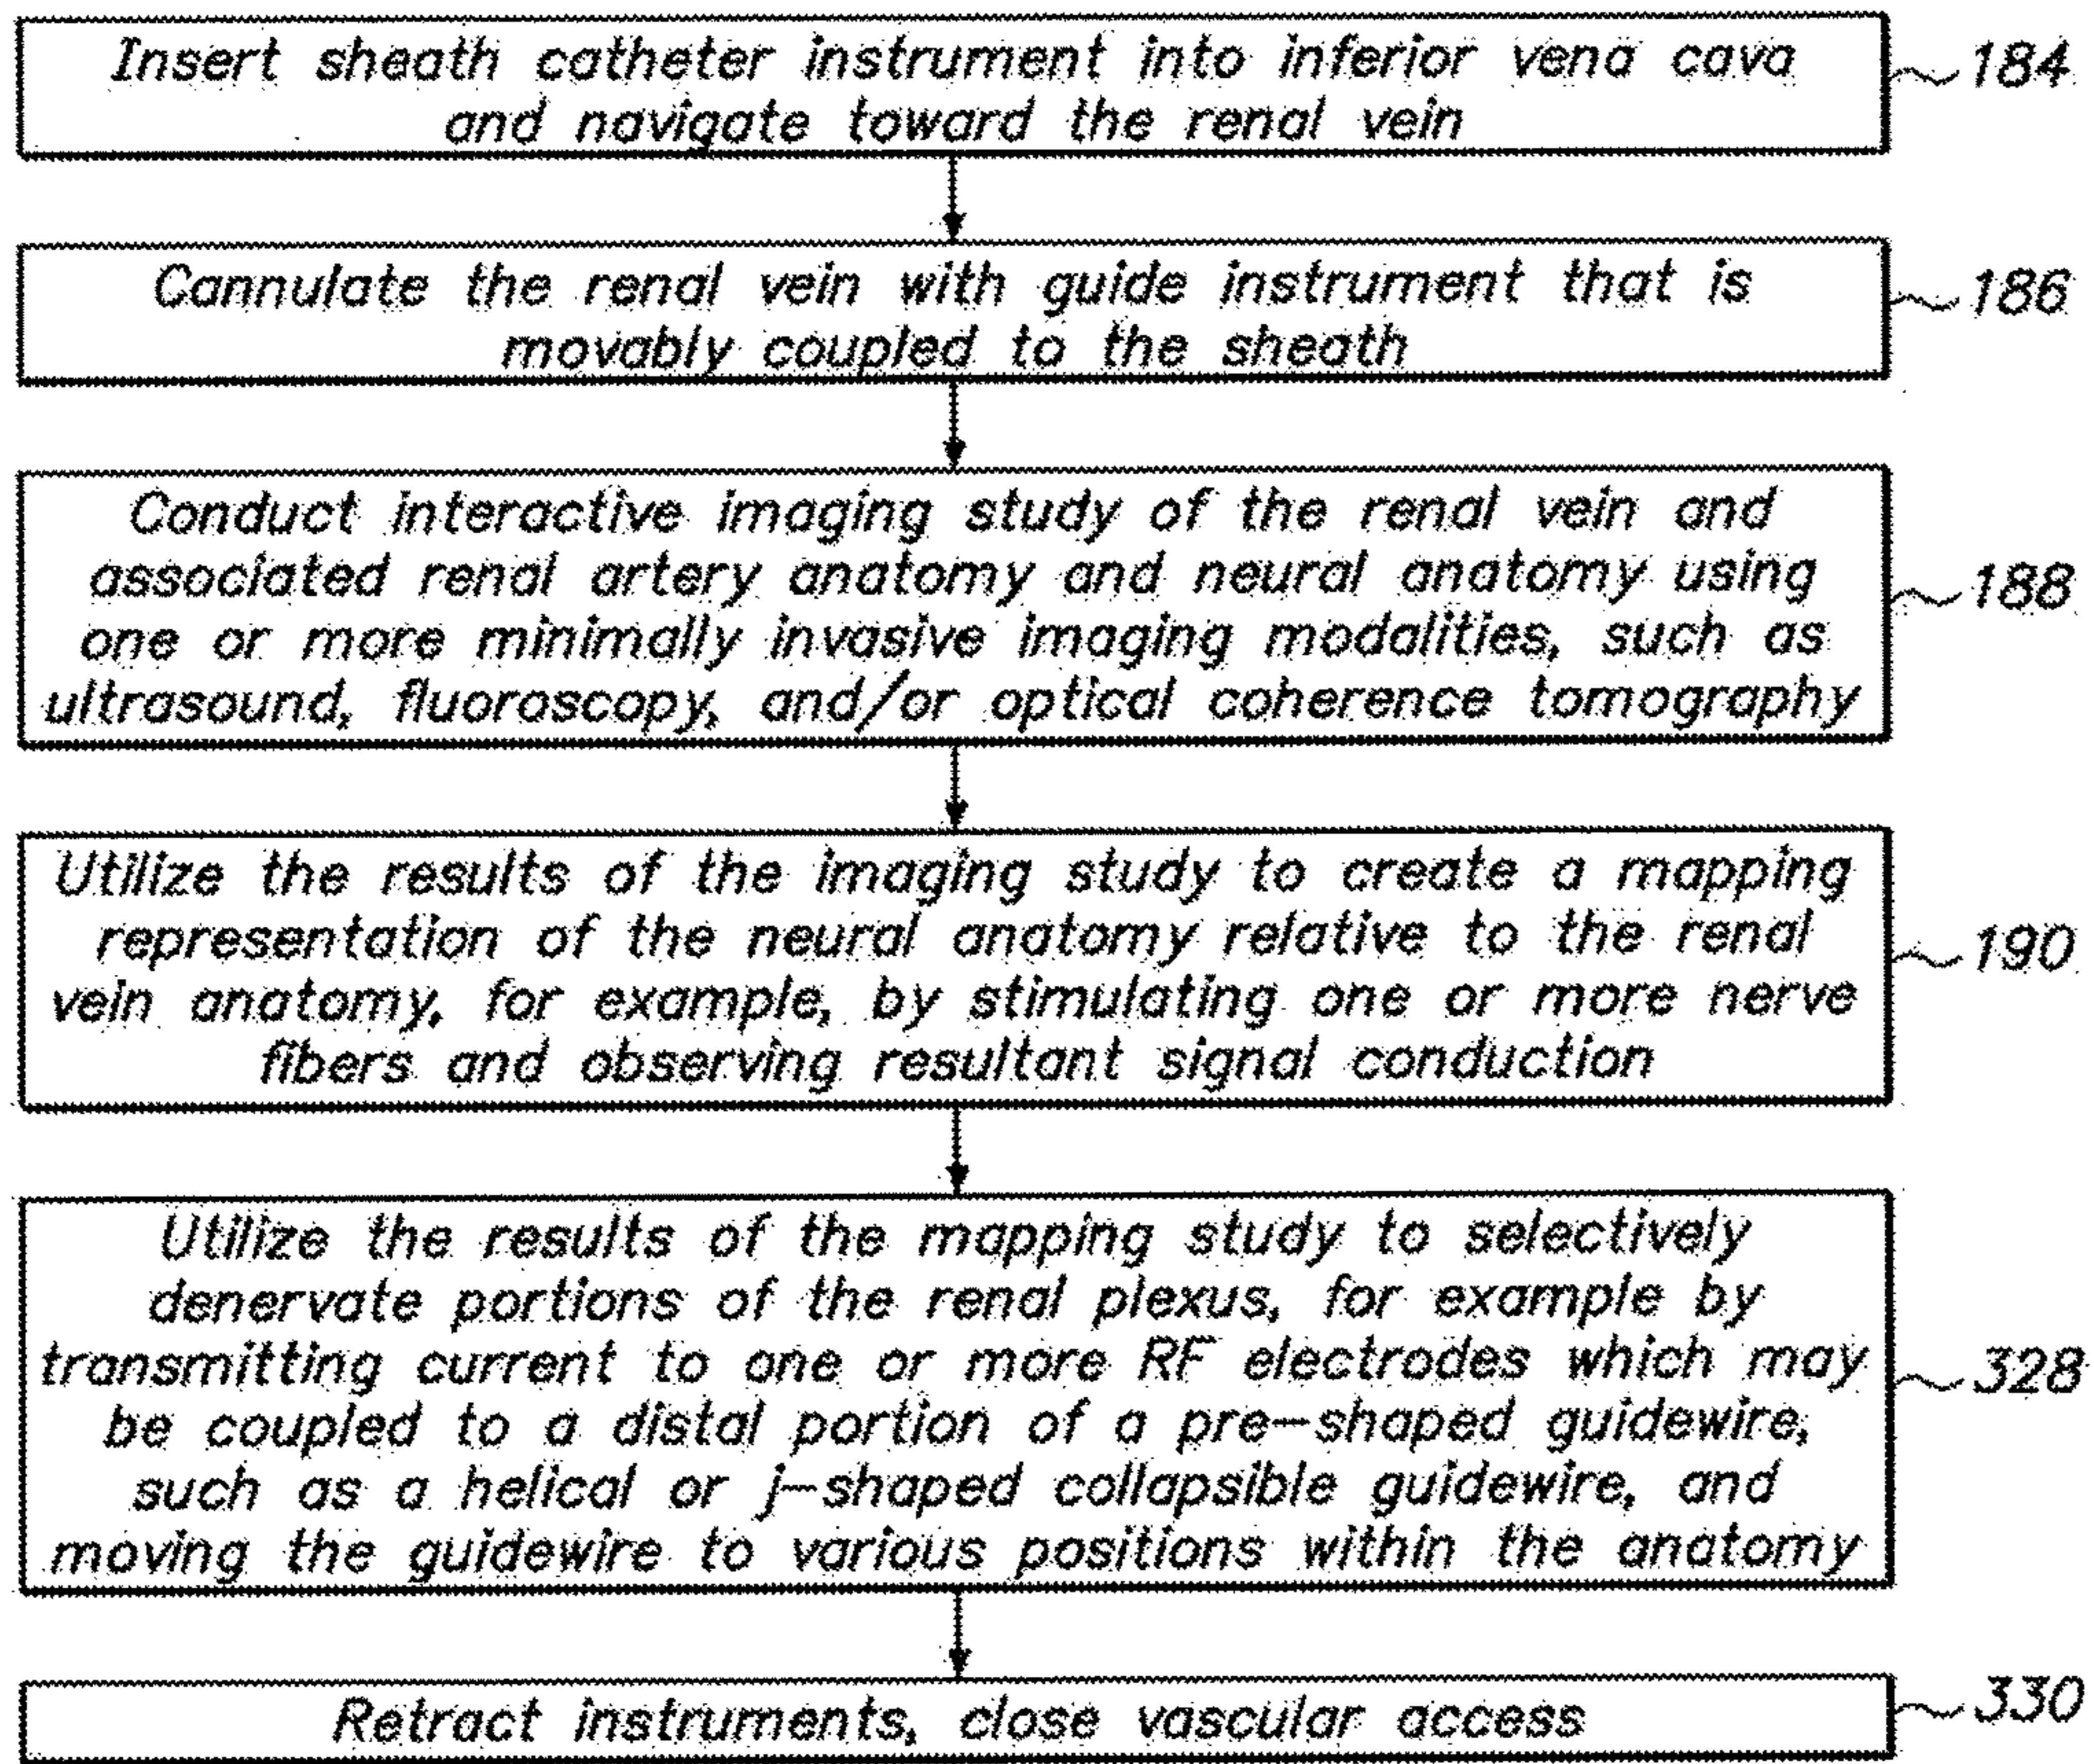 Insert sheath catheter instrument into inferior vena cava
and navigate toward the renal vein
184
Cannulate the renal vein with guide instrument that is
movably coupled to the sheath
186
Conduct interactive imaging study of the renal vein and
associated renal artery anatomy and neural anatomy using
one or more minimally invasive imaging modalities, such as
ultrasound, fluoroscopy, and/or optical coherence tomography
188
Utilize the results of the imaging study to create a mapping
representation of the neural anatomy relative to the renal
vein anatomy, for example, by stimulating one or more nerve
fibers and observing resultant signal conduction
190
Utilize the results of the mapping study to selectively
denervate portions of the renal plexus, for example by
transmitting current to one or more RF electrodes which may
be coupled to a distal portion of a pre-shaped guidewire,
such as a helical or j-shaped collapsible guidewire, and
moving the guidewire to various positions within the anatomy
328
Retract instruments, close vascular access
330